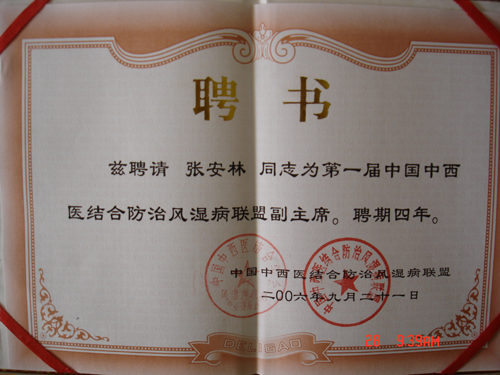 聘 书
兹聘请 张安林 同志为第一届中国中西
医结合防治风湿病联盟副主席。聘期四年。
中国中西医结合防治风湿病联盟
二00六年九月二十一日
DELIGAO